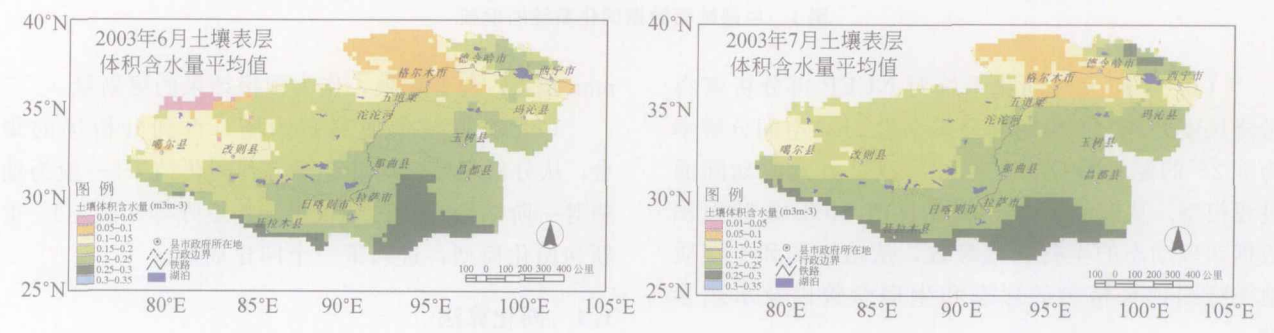 40°N
2003年6月土壤表层
体积含水量平均值
德令哈市
西宁市
格尔木市
35°N
五道梁
沱沱河
玛沁县
噶尔县
改则县
玉树县
那曲县
昌都县
30°N
图 例
土壤体积含水量 (m3m-3)
日喀则市
拉萨市
聂拉木县
0.01-0.05
0.05-0.1
0.1-0.15
0.15-0.2
0.2-0.25
0.25-0.3
0.3-0.35
县市政府所在地
行政边界
铁路
湖泊
100 0 100 200 300 400 公里
25°N
80°E 85°E 90°E 95°E 100°E 105°E
40°N
2003年7月土壤表层
体积含水量平均值
德令哈市
西宁市
格尔木市
35°N
五道梁
沱沱河
玛沁县
噶尔县
改则县
玉树县
那曲县
昌都县
30°N
图 例
土壤体积含水量 (m3m-3)
日喀则市
拉萨市
聂拉木县
0.01-0.05
0.05-0.1
0.1-0.15
0.15-0.2
0.2-0.25
0.25-0.3
0.3-0.35
县市政府所在地
行政边界
铁路
湖泊
100 0 100 200 300 400 公里
25°N
80°E 85°E 90°E 95°E 100°E 105°E